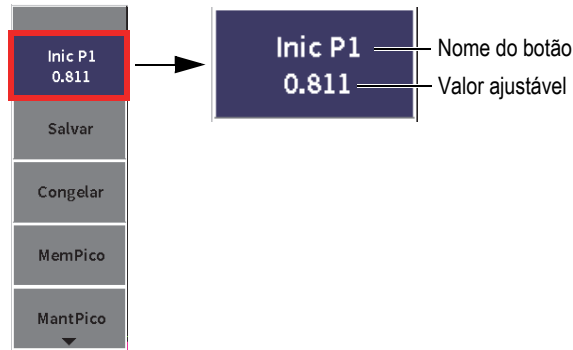 Inic P1
0.811
Salvar
Congelar
MemPico
MantPico
Inic P1
0.811
Nome do botão
Valor ajustável